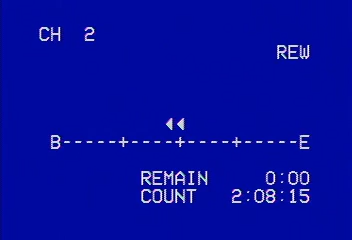 CH 2
REW
B-----+-----+-----+-----E
REMAIN 0:00
COUNT 2:08:15